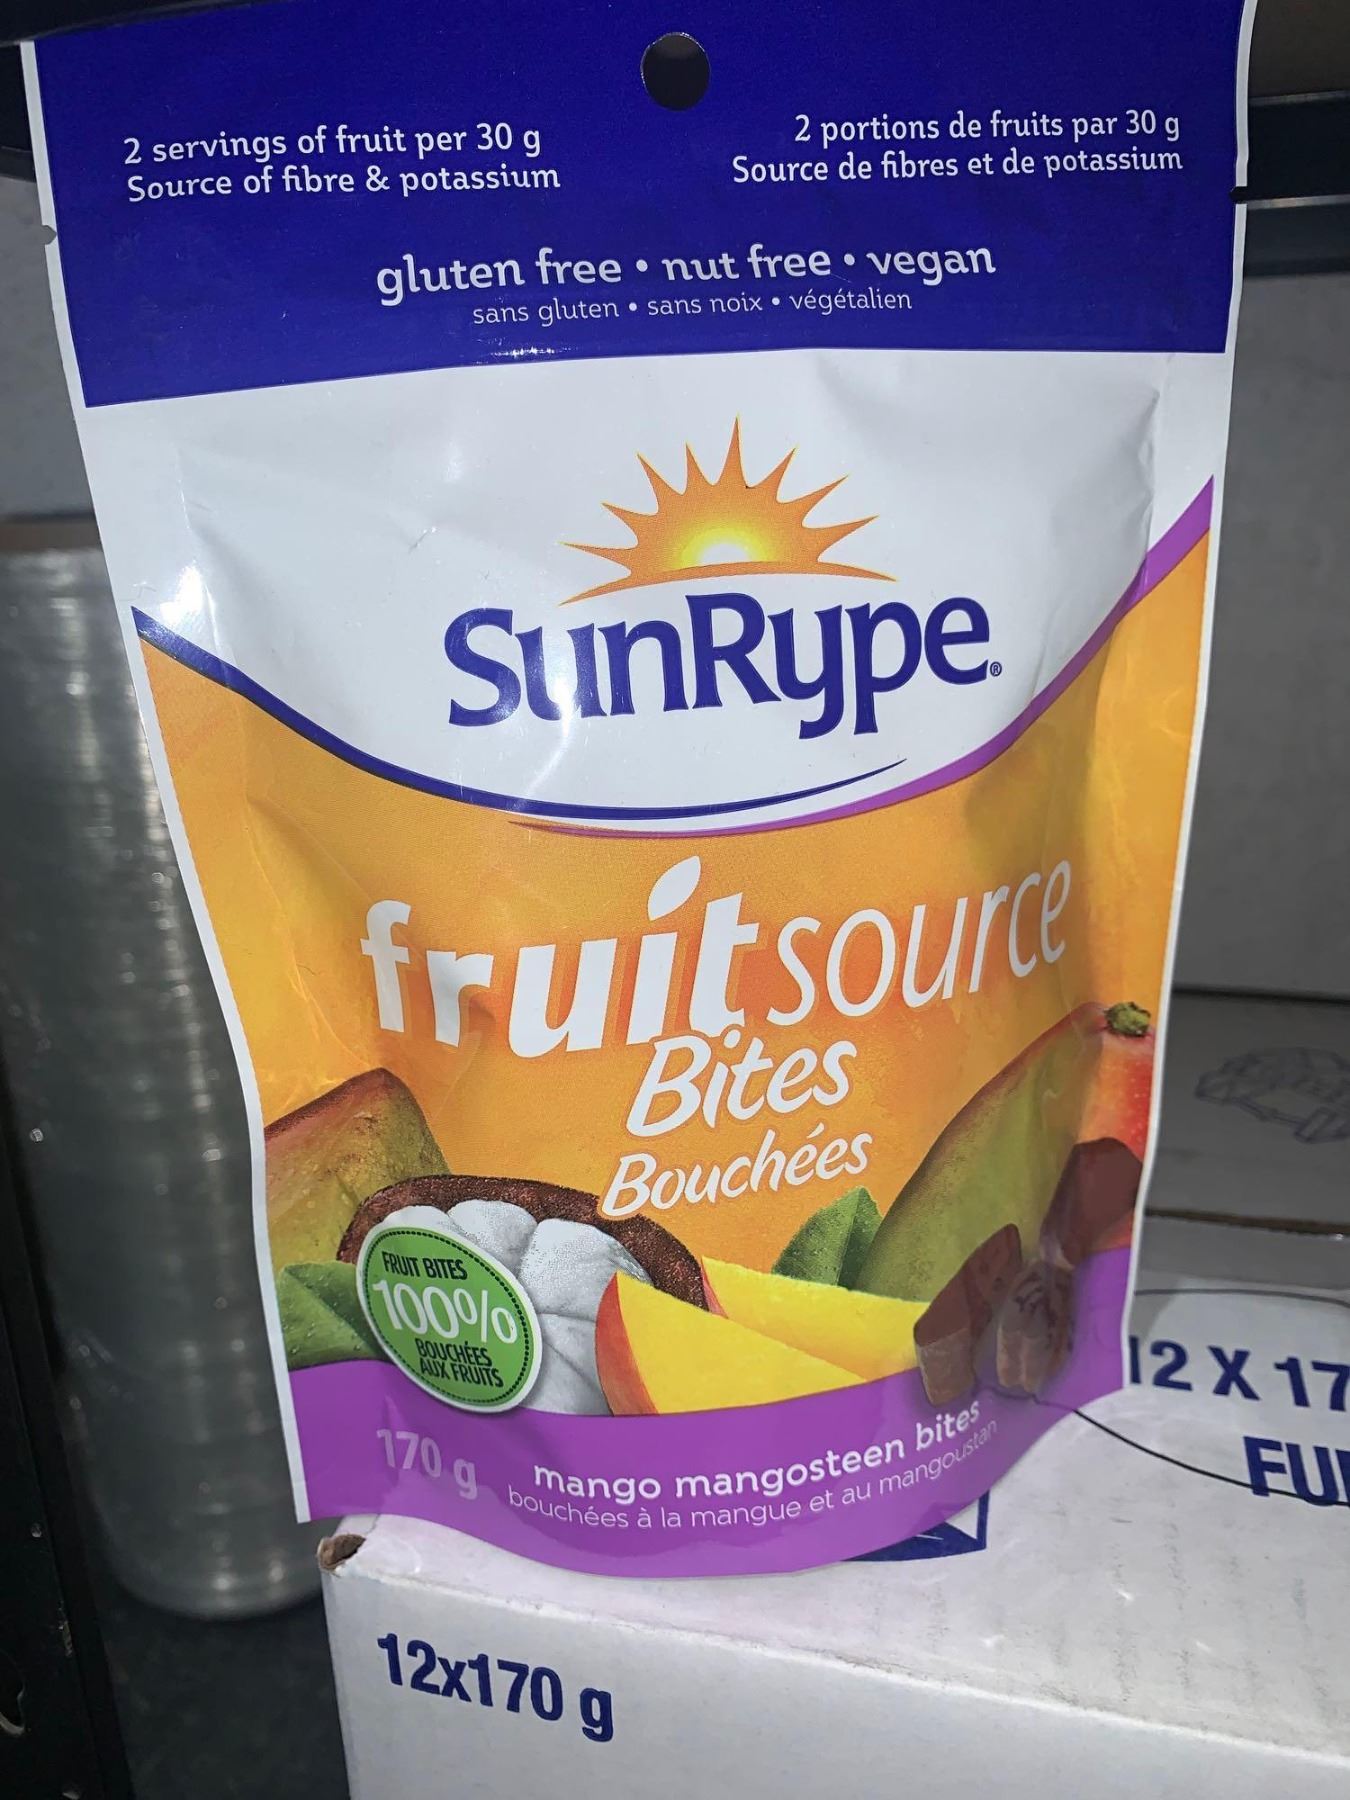 2 servings of fruit per 30 g
Source of fibre & potassium
2 portions de fruits par 30 g
Source de fibres et de potassium
gluten free • nut free • vegan
sans gluten • sans noix • végétalien
SunRype®
fruitsource
Bites
Bouchées
FRUIT BITES
100%
BOUCHÉES
AUX FRUITS
170 g
mango mangosteen bites
bouchées à la mangue et au mangoustan
12 X 17
12x170 g